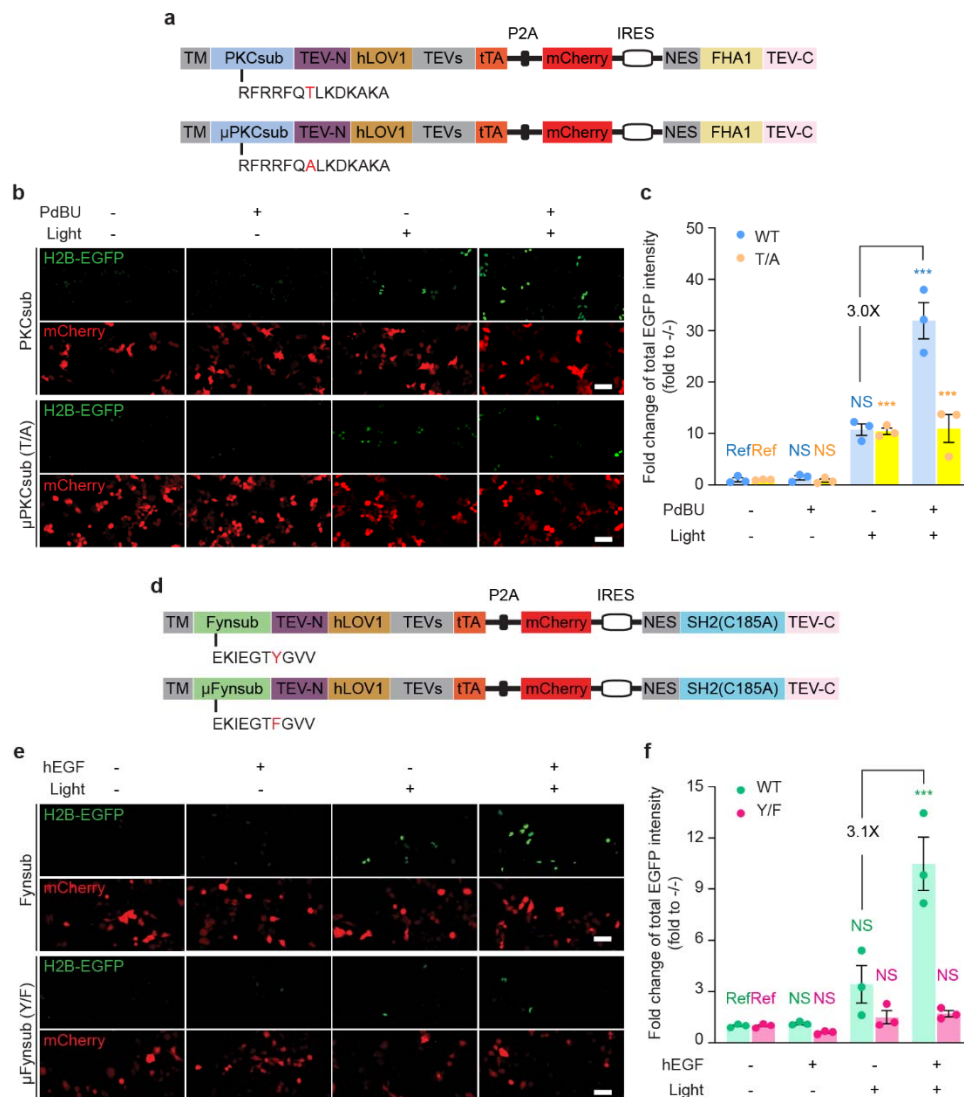 a
P2A IRES
TM PKCsub TEV-N hLOV1 TEVs tTA mCherry NES FHA1 TEV-C
RFRRFQTLKDKAKA
TM µPKCsub TEV-N hLOV1 TEVs tTA mCherry NES FHA1 TEV-C
RFRRFQALKDKAKA
b
PdBU - + - +
Light - - + +
PKCsub
H2B-EGFP
mCherry
µPKCsub (T/A)
H2B-EGFP
mCherry
c
Fold change of total EGFP intensity
(fold to -/-)
50
40
30
20
10
0
WT
T/A
3.0X
***
NS *** ***
Ref Ref NS NS
PdBU - + - +
Light - - + +
d
P2A IRES
TM Fynsub TEV-N hLOV1 TEVs tTA mCherry NES SH2(C185A) TEV-C
EKIEGTYGVV
TM µFynsub TEV-N hLOV1 TEVs tTA mCherry NES SH2(C185A) TEV-C
EKIEGTFGVV
e
hEGF - + - +
Light - - + +
Fynsub
H2B-EGFP
mCherry
µFynsub (Y/F)
H2B-EGFP
mCherry
f
Fold change of total EGFP intensity
(fold to -/-)
15
12
9
6
3
0
WT
Y/F
3.1X
***
NS
Ref Ref NS NS NS NS
hEGF - + - +
Light - - + +